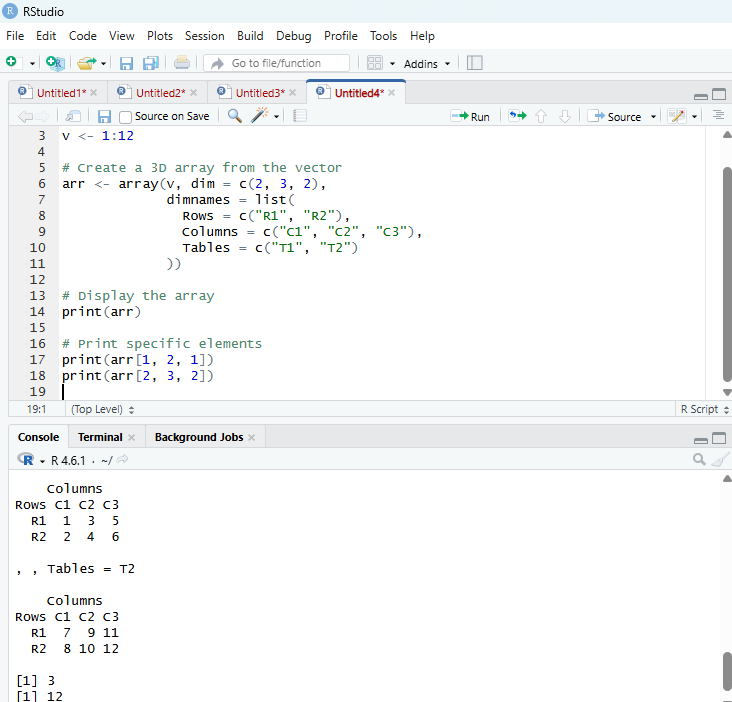 RStudio
File Edit Code View Plots Session Build Debug Profile Tools Help
Go to file/function Addins
Untitled1* Untitled2* Untitled3* Untitled4*
Source on Save Run Source
3 v <- 1:12
4
5 # Create a 3D array from the vector
6 arr <- array(v, dim = c(2, 3, 2),
7 dimnames = list(
8 Rows = c("R1", "R2"),
9 Columns = c("C1", "C2", "C3"),
10 Tables = c("T1", "T2")
11 ))
12
13 # Display the array
14 print(arr)
15
16 # Print specific elements
17 print(arr[1, 2, 1])
18 print(arr[2, 3, 2])
19
19:1 (Top Level) R Script
Console Terminal Background Jobs
R R 4.6.1 · ~/
Columns
Rows C1 C2 C3
R1 1 3 5
R2 2 4 6
, , Tables = T2
Columns
Rows C1 C2 C3
R1 7 9 11
R2 8 10 12
[1] 3
[1] 12